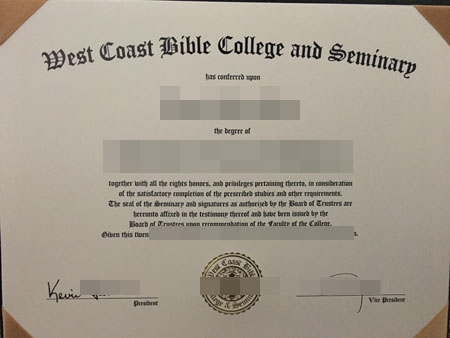 West Coast Bible College and Seminary
has conferred upon
the degree of
together with all the rights honors, and privileges pertaining thereto, in consideration
of the satisfactory completion of the prescribed studies and other requirements.
The seal of the Seminary and signatures as authorized by the Board of Trustees are
hereunto affixed in the testimony thereof and have been issued by the
Board of Trustees upon recommendation of the Faculty of the College.
Given this
Kevin
West Coast Bible
President
Vice President